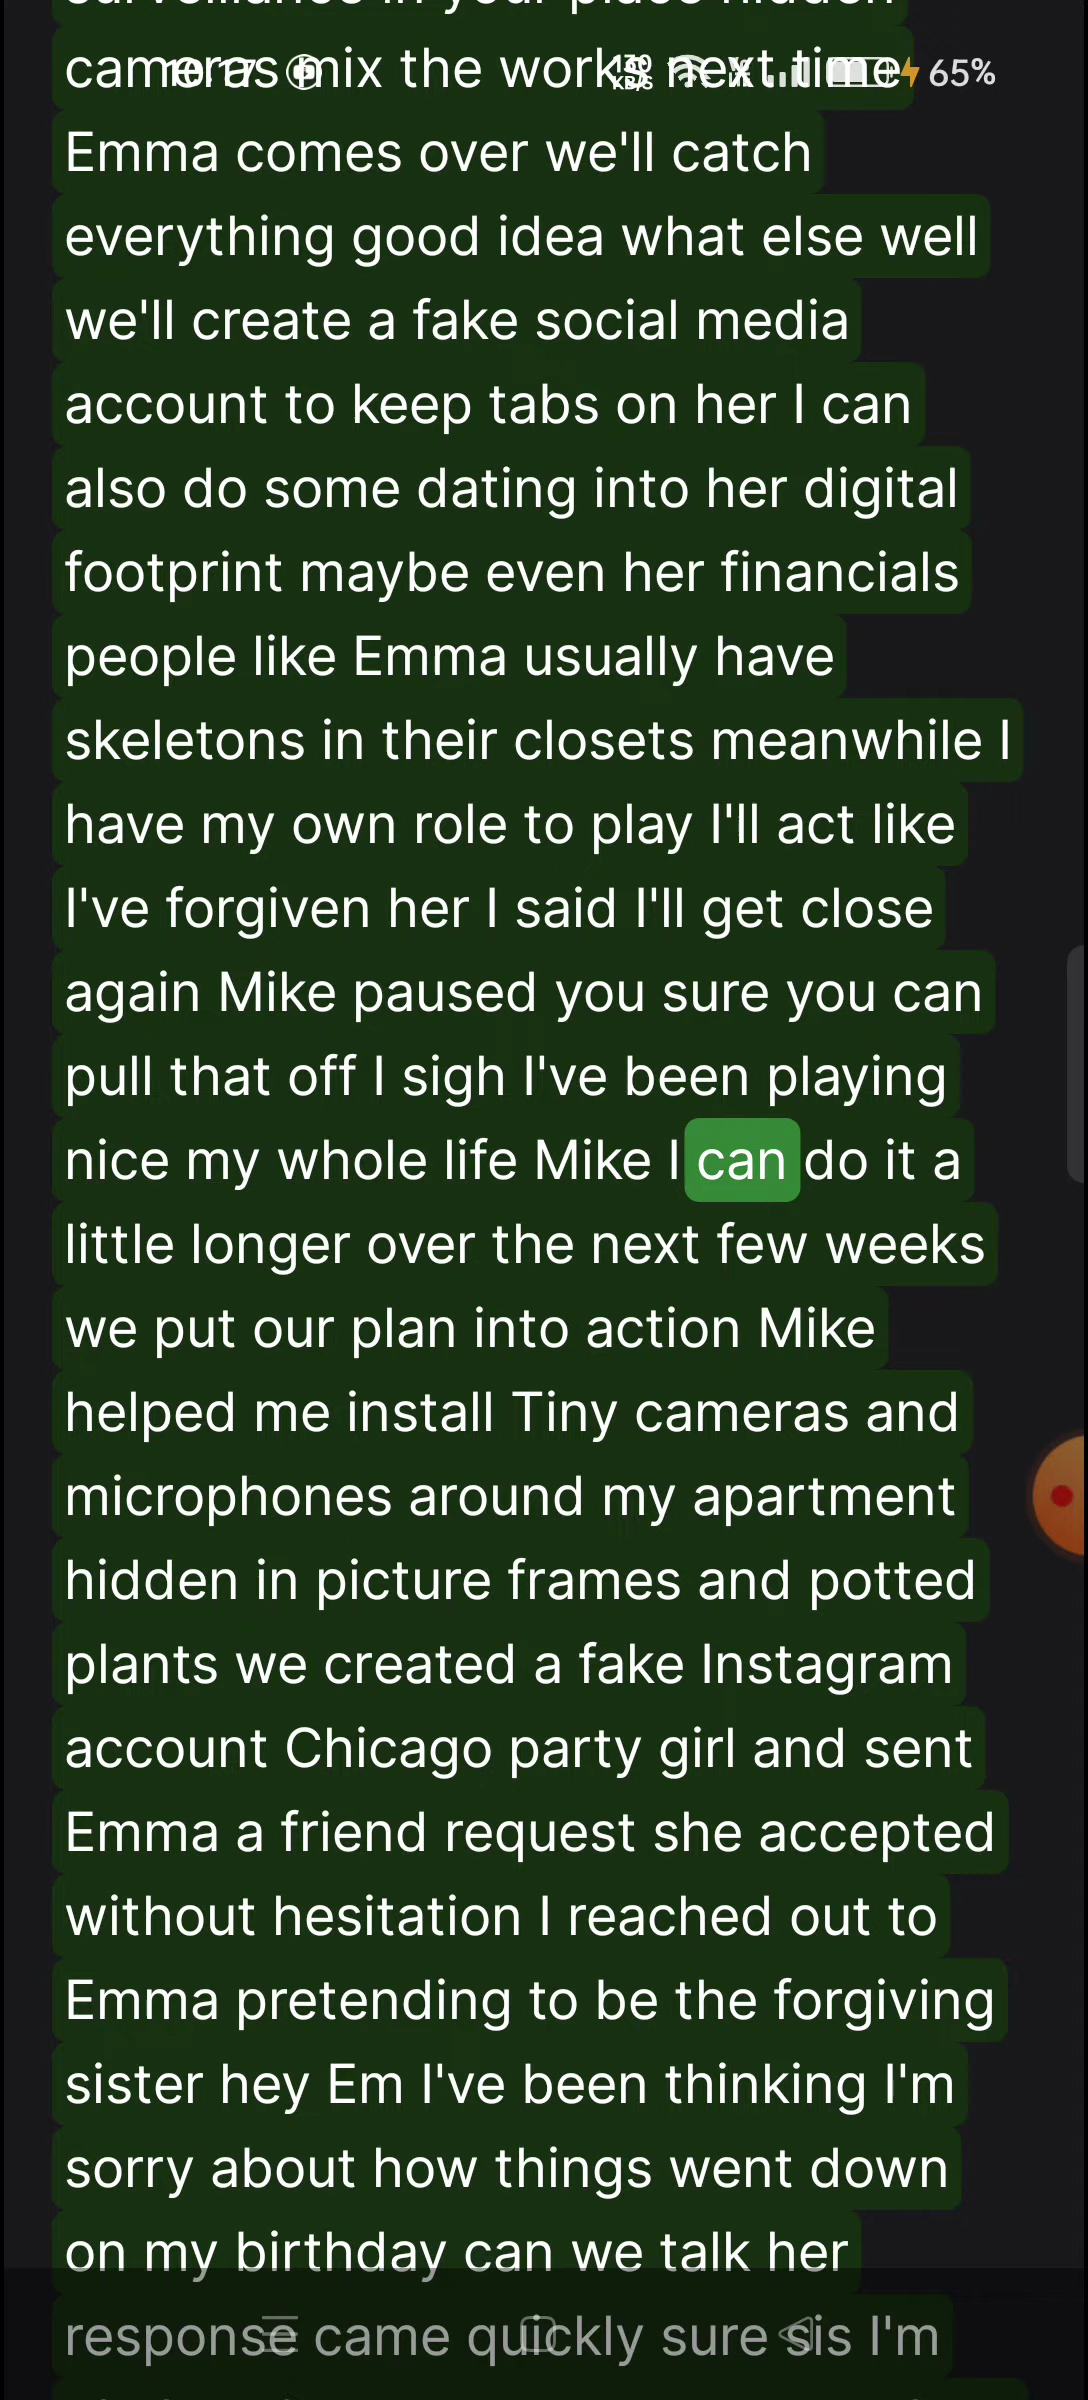 cameras mix the works next time
65%
Emma comes over we'll catch
everything good idea what else well
we'll create a fake social media
account to keep tabs on her I can
also do some dating into her digital
footprint maybe even her financials
people like Emma usually have
skeletons in their closets meanwhile I
have my own role to play I'll act like
I've forgiven her I said I'll get close
again Mike paused you sure you can
pull that off I sigh I've been playing
nice my whole life Mike I can do it a
little longer over the next few weeks
we put our plan into action Mike
helped me install Tiny cameras and
microphones around my apartment
hidden in picture frames and potted
plants we created a fake Instagram
account Chicago party girl and sent
Emma a friend request she accepted
without hesitation I reached out to
Emma pretending to be the forgiving
sister hey Em I've been thinking I'm
sorry about how things went down
on my birthday can we talk her
response came quickly sure sis I'm